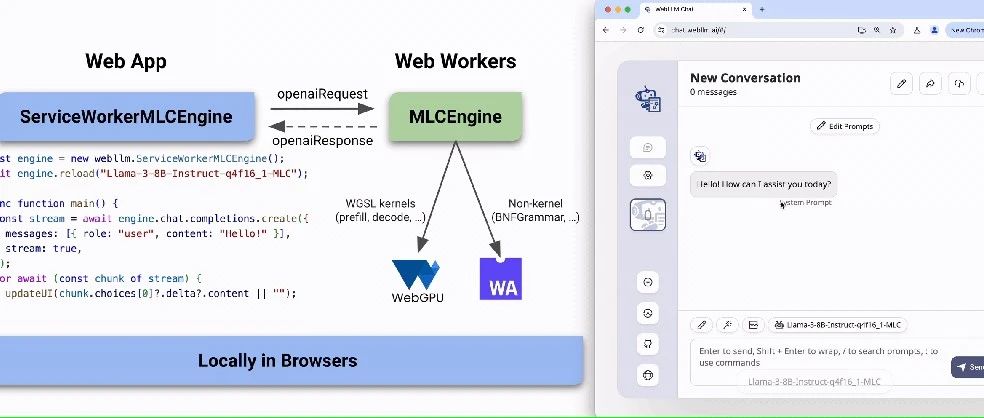 Web App
Web Workers
ServiceWorkerMLCEngine
openaiRequest
openaiResponse
MLCEngine
st engine = new webllm.ServiceWorkerMLCEngine();
it engine.reload("Llama-3-8B-Instruct-q4f16_1-MLC");
nc function main() {
const stream = await engine.chat.completions.create({
messages: [{ role: "user", content: "Hello!" }],
stream: true,
);
or await (const chunk of stream) {
updateUI(chunk.choices[0]?.delta?.content || "");
WGSL kernels
(prefill, decode, ...)
Non-kernel
(BNFGrammar, ...)
WebGPU
WA
Locally in Browsers
WebLLM Chat
chat.webllm.ai/#/
New Chrom
New Conversation
0 messages
Edit Prompts
Hello! How can I assist you today?
System Prompt
Llama-3-8B-Instruct-q4f16_1-MLC
Enter to send, Shift + Enter to wrap, / to search prompts, : to
use commands
Send
Llama-3-8B-Instruct-q4f16_1-MLC